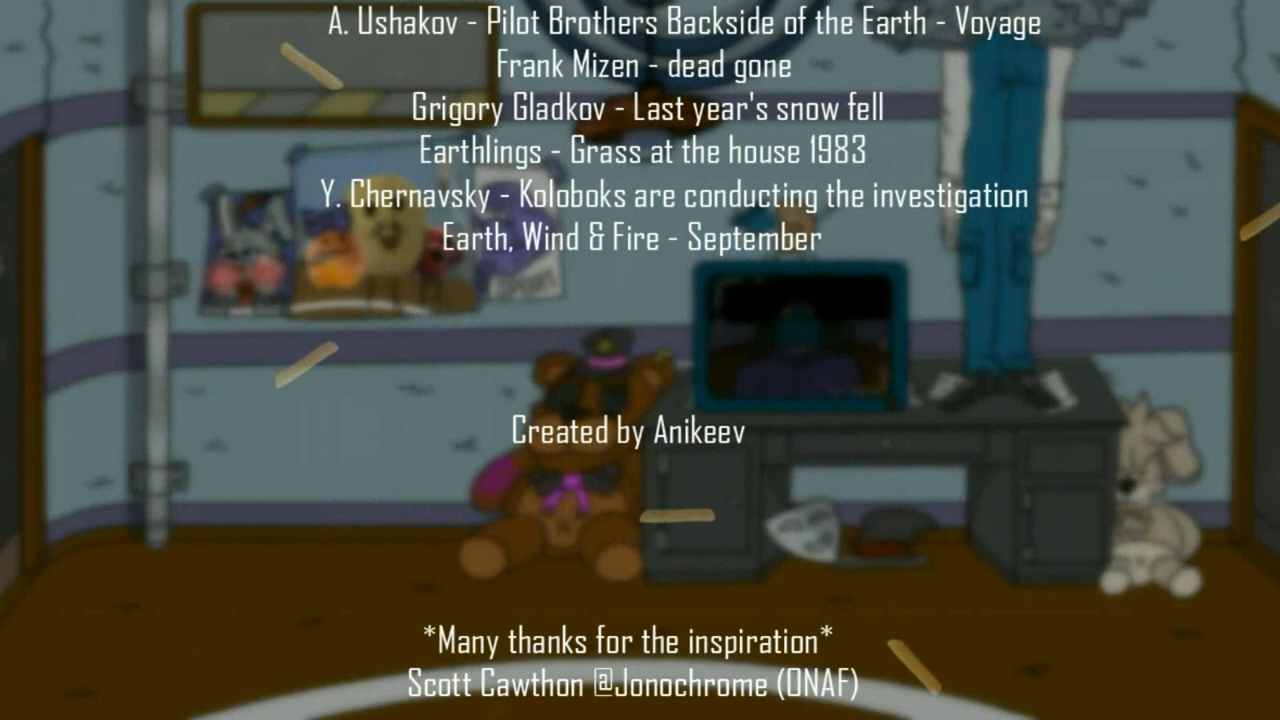 A. Ushakov - Pilot Brothers Backside of the Earth - Voyage
Frank Mizen - dead gone
Grigory Gladkov - Last year's snow fell
Earthlings - Grass at the house 1983
Y. Chernavsky - Koloboks are conducting the investigation
Earth, Wind & Fire - September
Created by Anikeev
*Many thanks for the inspiration*
Scott Cawthon @Jonochrome (ONAF)